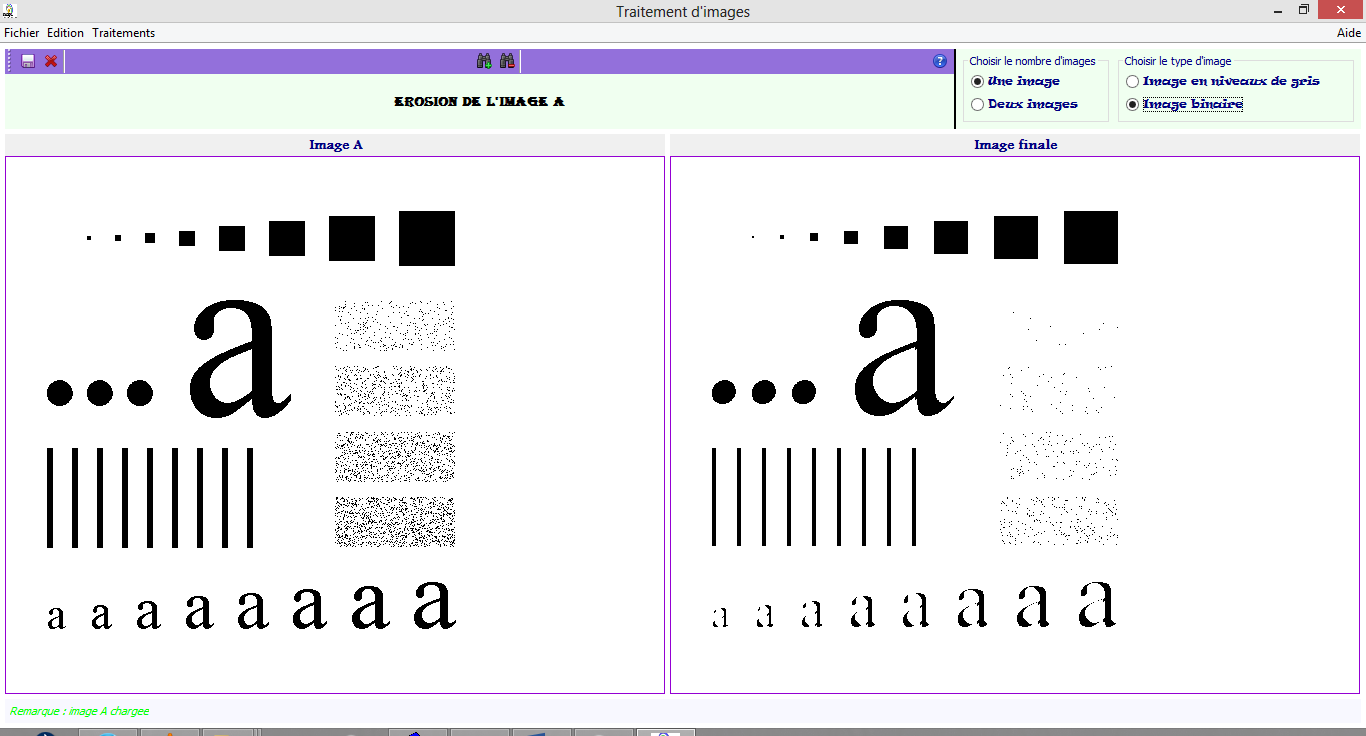 Traitement d'images
Fichier Edition Traitements Aide
Choisir le nombre d'images
Une image
Deux images
Choisir le type d'image
Image en niveaux de gris
Image binaire
EROSION DE L'IMAGE A
Image A
Image finale
a
a
a a a a a a a a
a a a a a a a a
Remarque : image A chargee